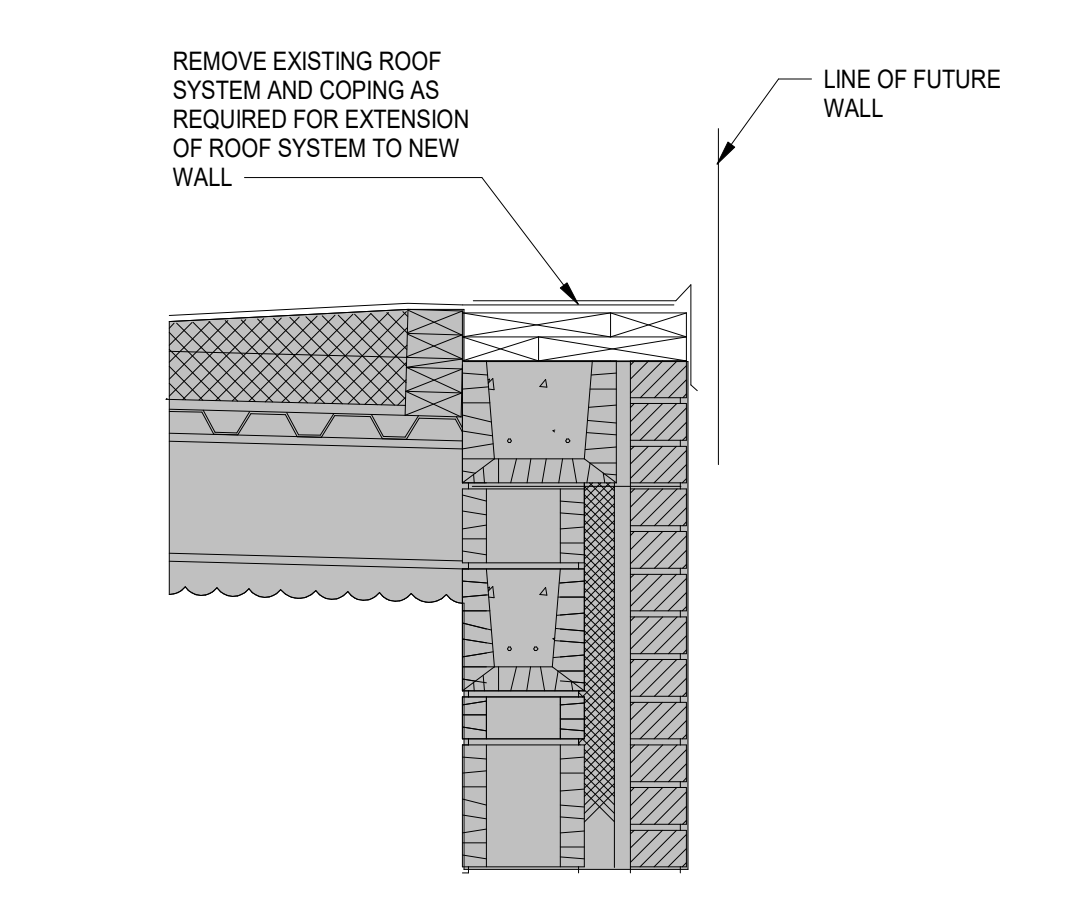 REMOVE EXISTING ROOF
SYSTEM AND COPING AS
REQUIRED FOR EXTENSION
OF ROOF SYSTEM TO NEW
WALL
LINE OF FUTURE
WALL